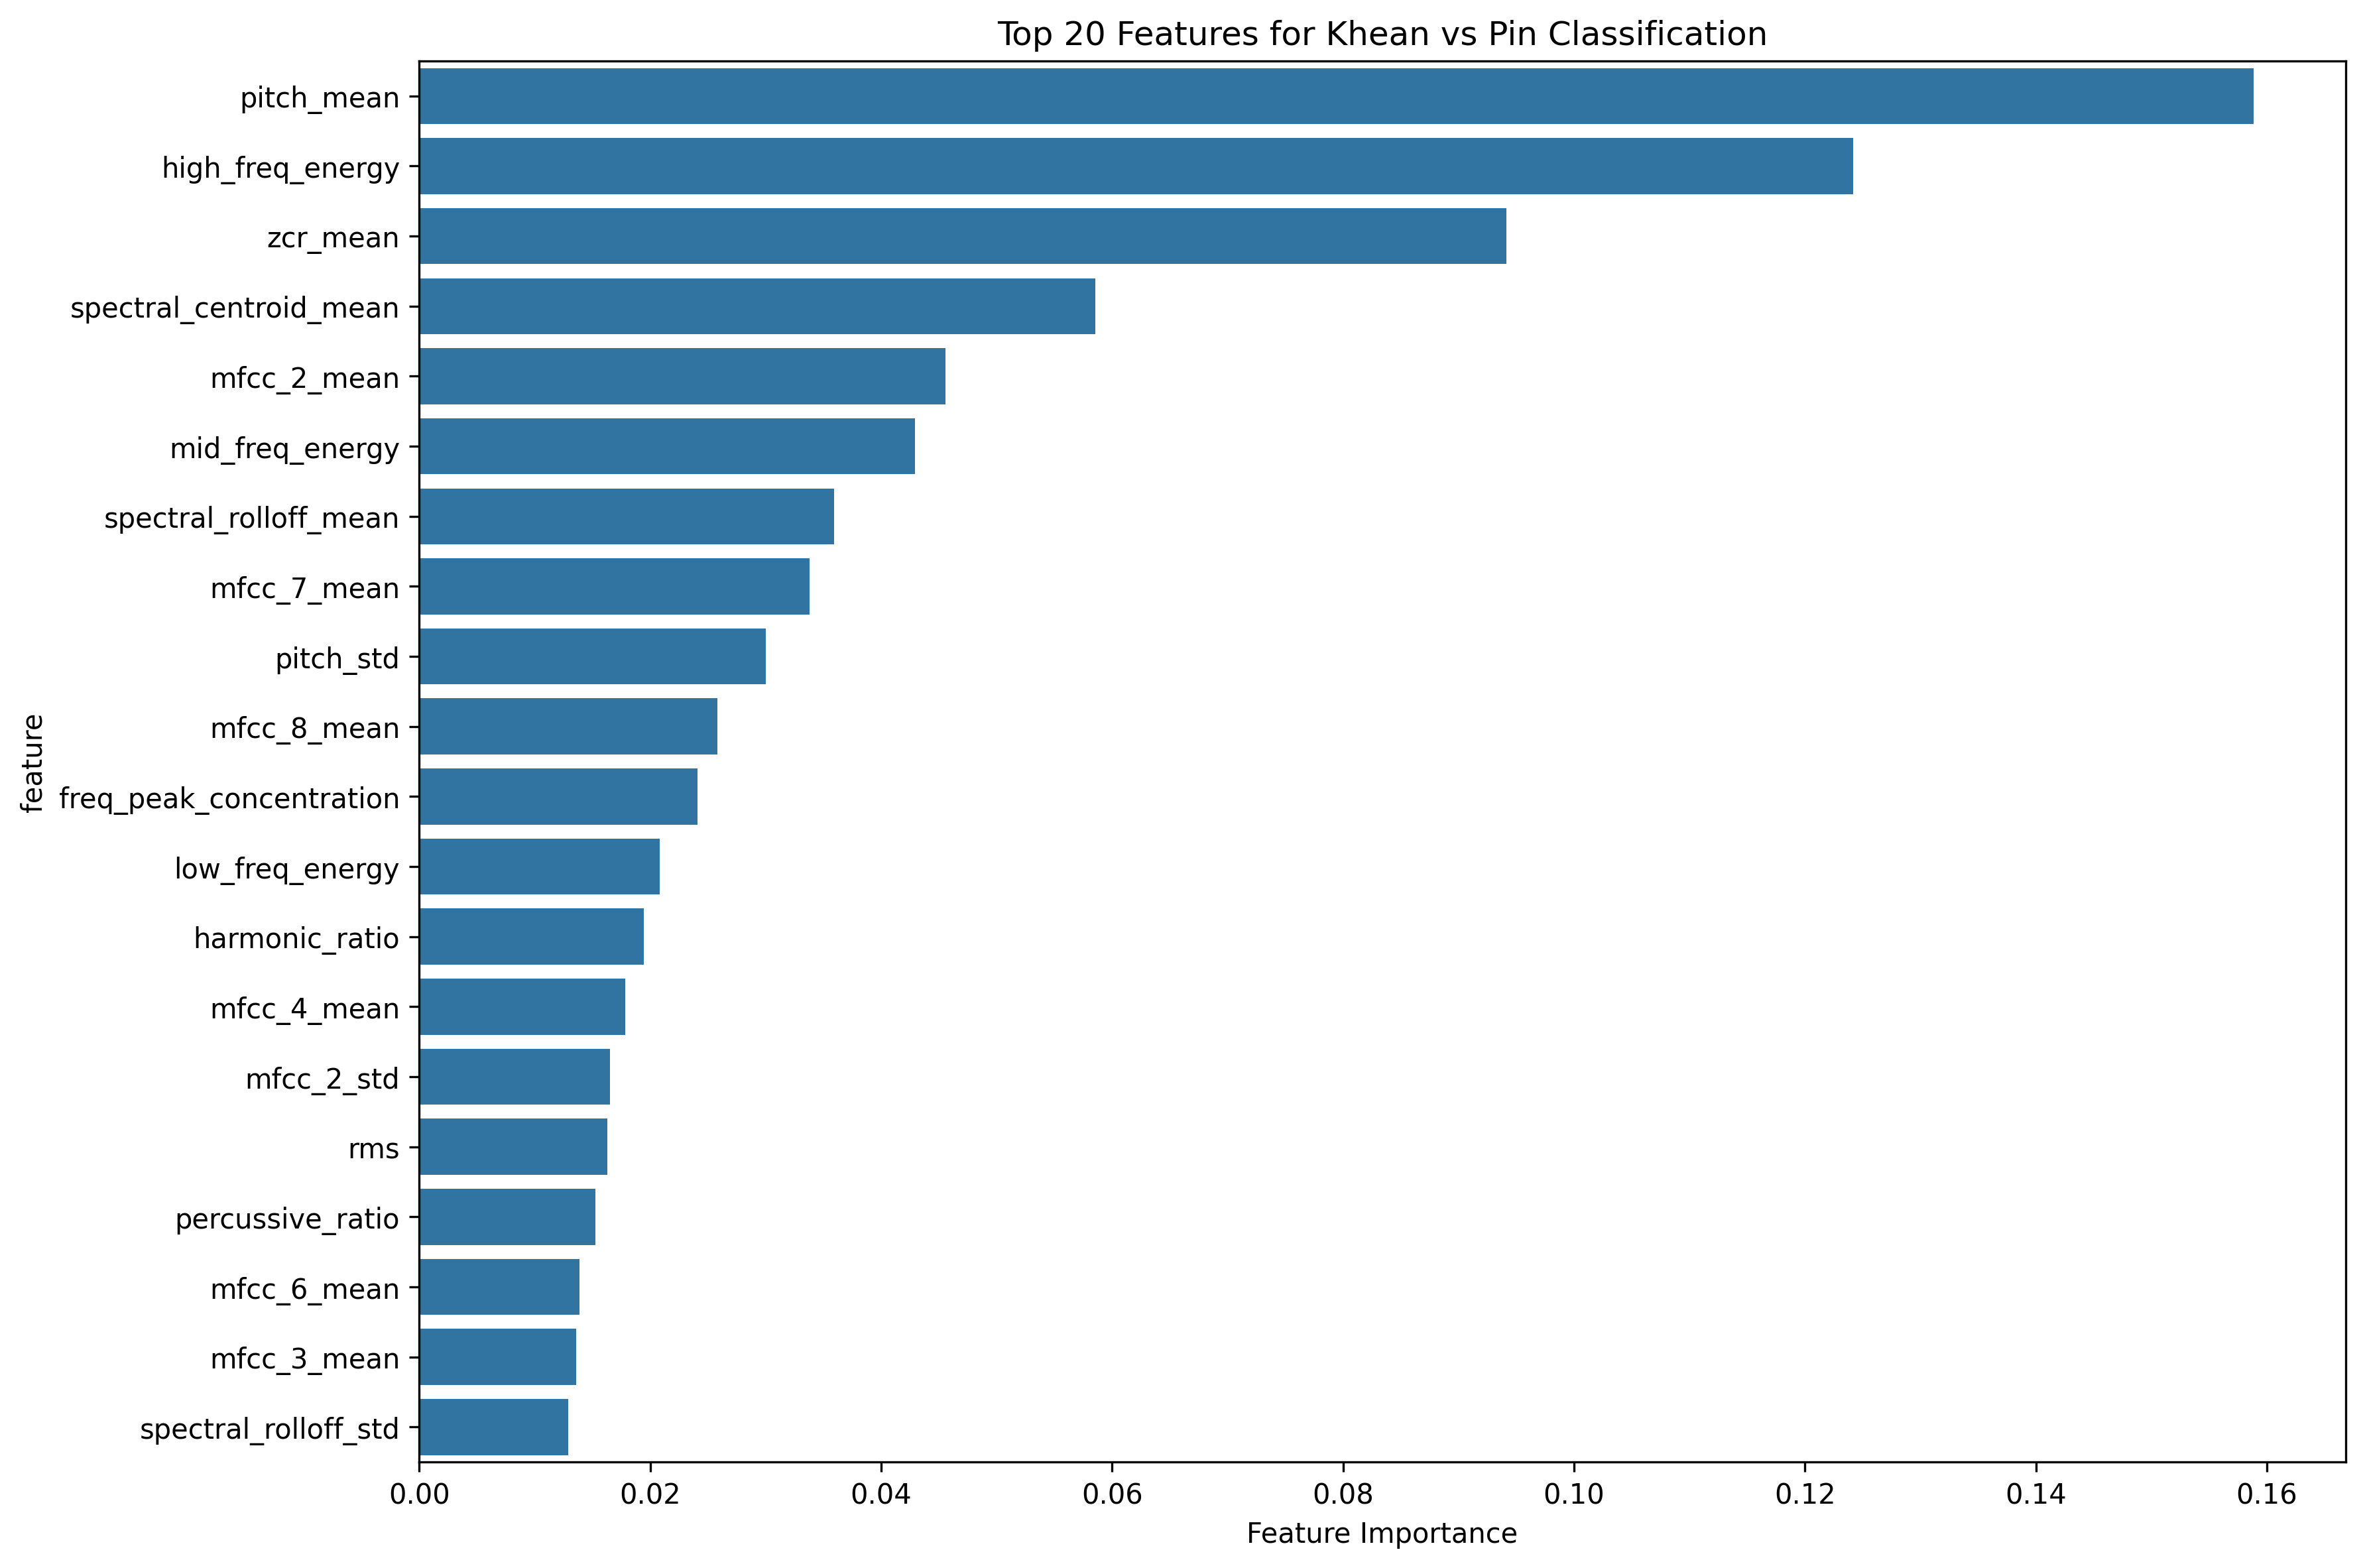 Top 20 Features for Khean vs Pin Classification
pitch_mean
high_freq_energy
zcr_mean
spectral_centroid_mean
mfcc_2_mean
mid_freq_energy
spectral_rolloff_mean
mfcc_7_mean
pitch_std
mfcc_8_mean
freq_peak_concentration
low_freq_energy
harmonic_ratio
mfcc_4_mean
mfcc_2_std
rms
percussive_ratio
mfcc_6_mean
mfcc_3_mean
spectral_rolloff_std
feature
0.00 0.02 0.04 0.06 0.08 0.10 0.12 0.14 0.16
Feature Importance